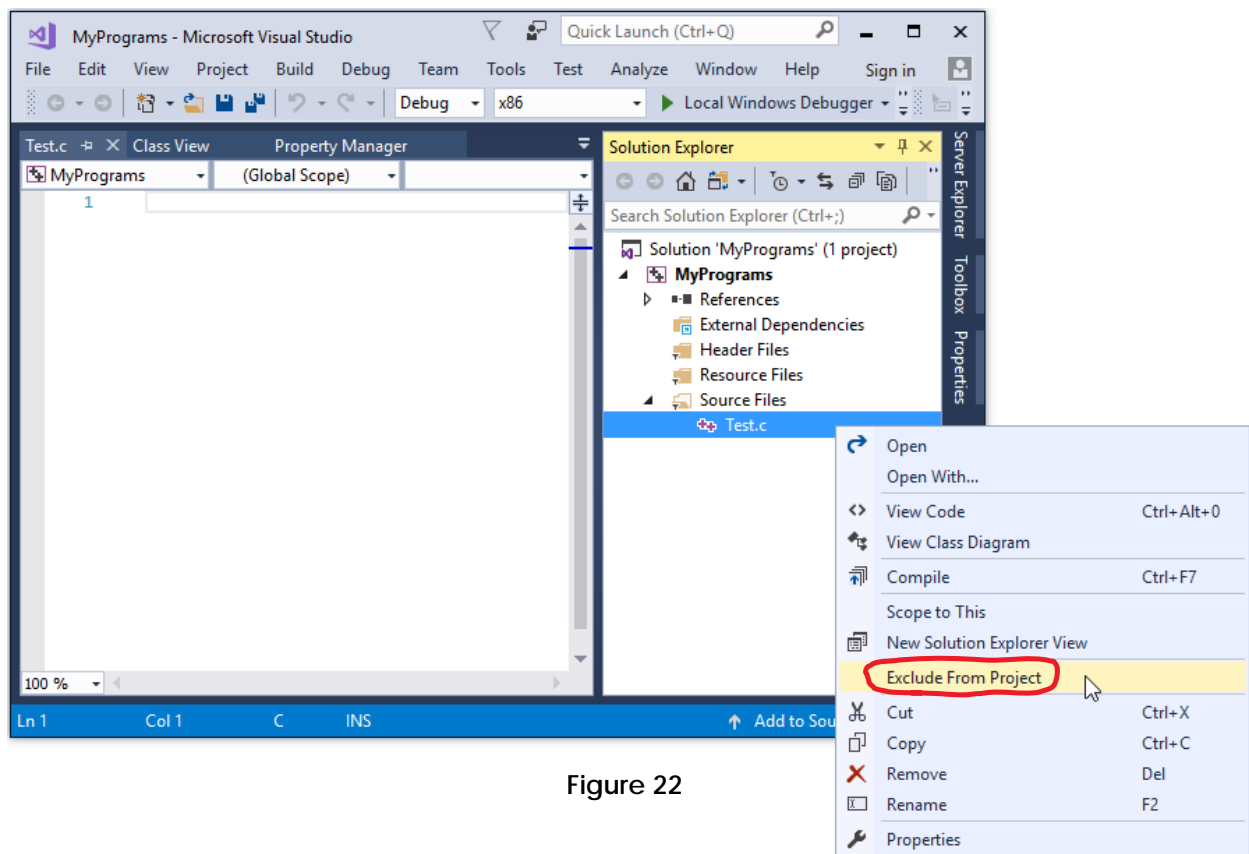 MyPrograms - Microsoft Visual Studio
Quick Launch (Ctrl+Q)
File Edit View Project Build Debug Team Tools Test Analyze Window Help Sign in
Debug x86 Local Windows Debugger
Test.c Class View Property Manager
MyPrograms (Global Scope)
1
100 %
Solution Explorer
Search Solution Explorer (Ctrl+;)
Solution 'MyPrograms' (1 project)
MyPrograms
References
External Dependencies
Header Files
Resource Files
Source Files
Test.c
Server Explorer
Toolbox
Properties
Open
Open With...
View Code Ctrl+Alt+0
View Class Diagram
Compile Ctrl+F7
Scope to This
New Solution Explorer View
Exclude From Project
Cut Ctrl+X
Copy Ctrl+C
Remove Del
Rename F2
Properties
Ln 1 Col 1 C INS Add to Sou
Figure 22